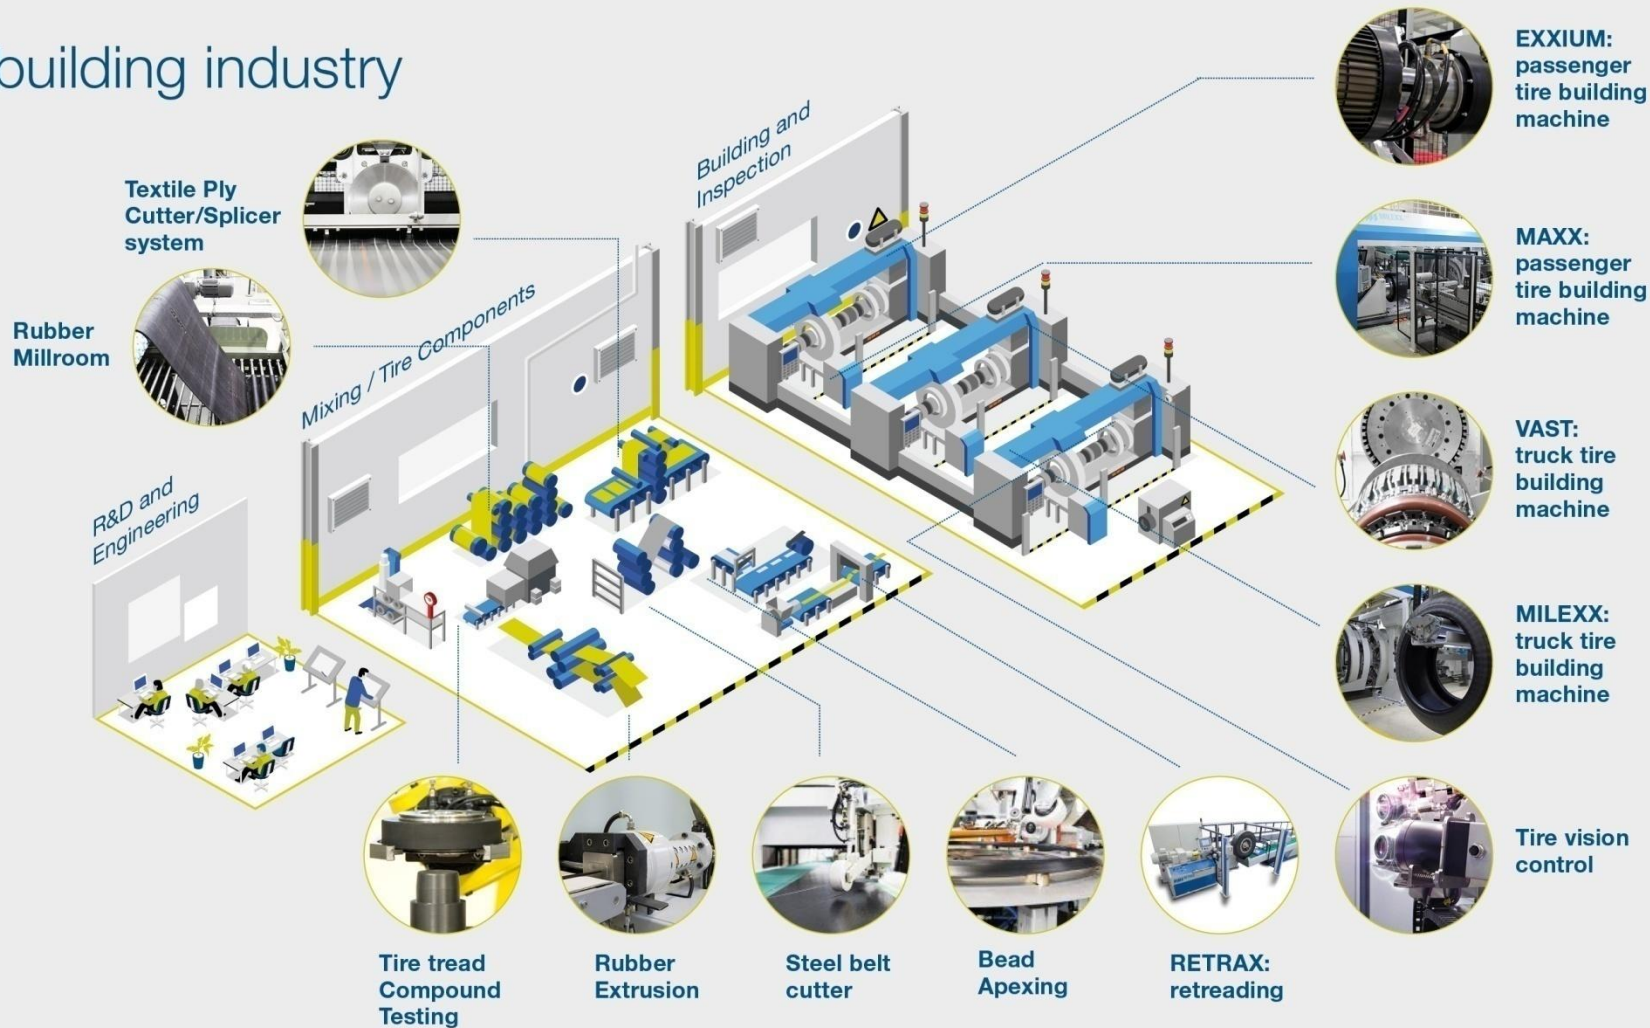 building industry
Textile Ply
Cutter/Splicer
system
Rubber
Millroom
R&D and
Engineering
Mixing / Tire Components
Building and
Inspection
EXXIUM:
passenger
tire building
machine
MAXX:
passenger
tire building
machine
VAST:
truck tire
building
machine
MILEXX:
truck tire
building
machine
Tire vision
control
Tire tread
Compound
Testing
Rubber
Extrusion
Steel belt
cutter
Bead
Apexing
RETRAX:
retreading